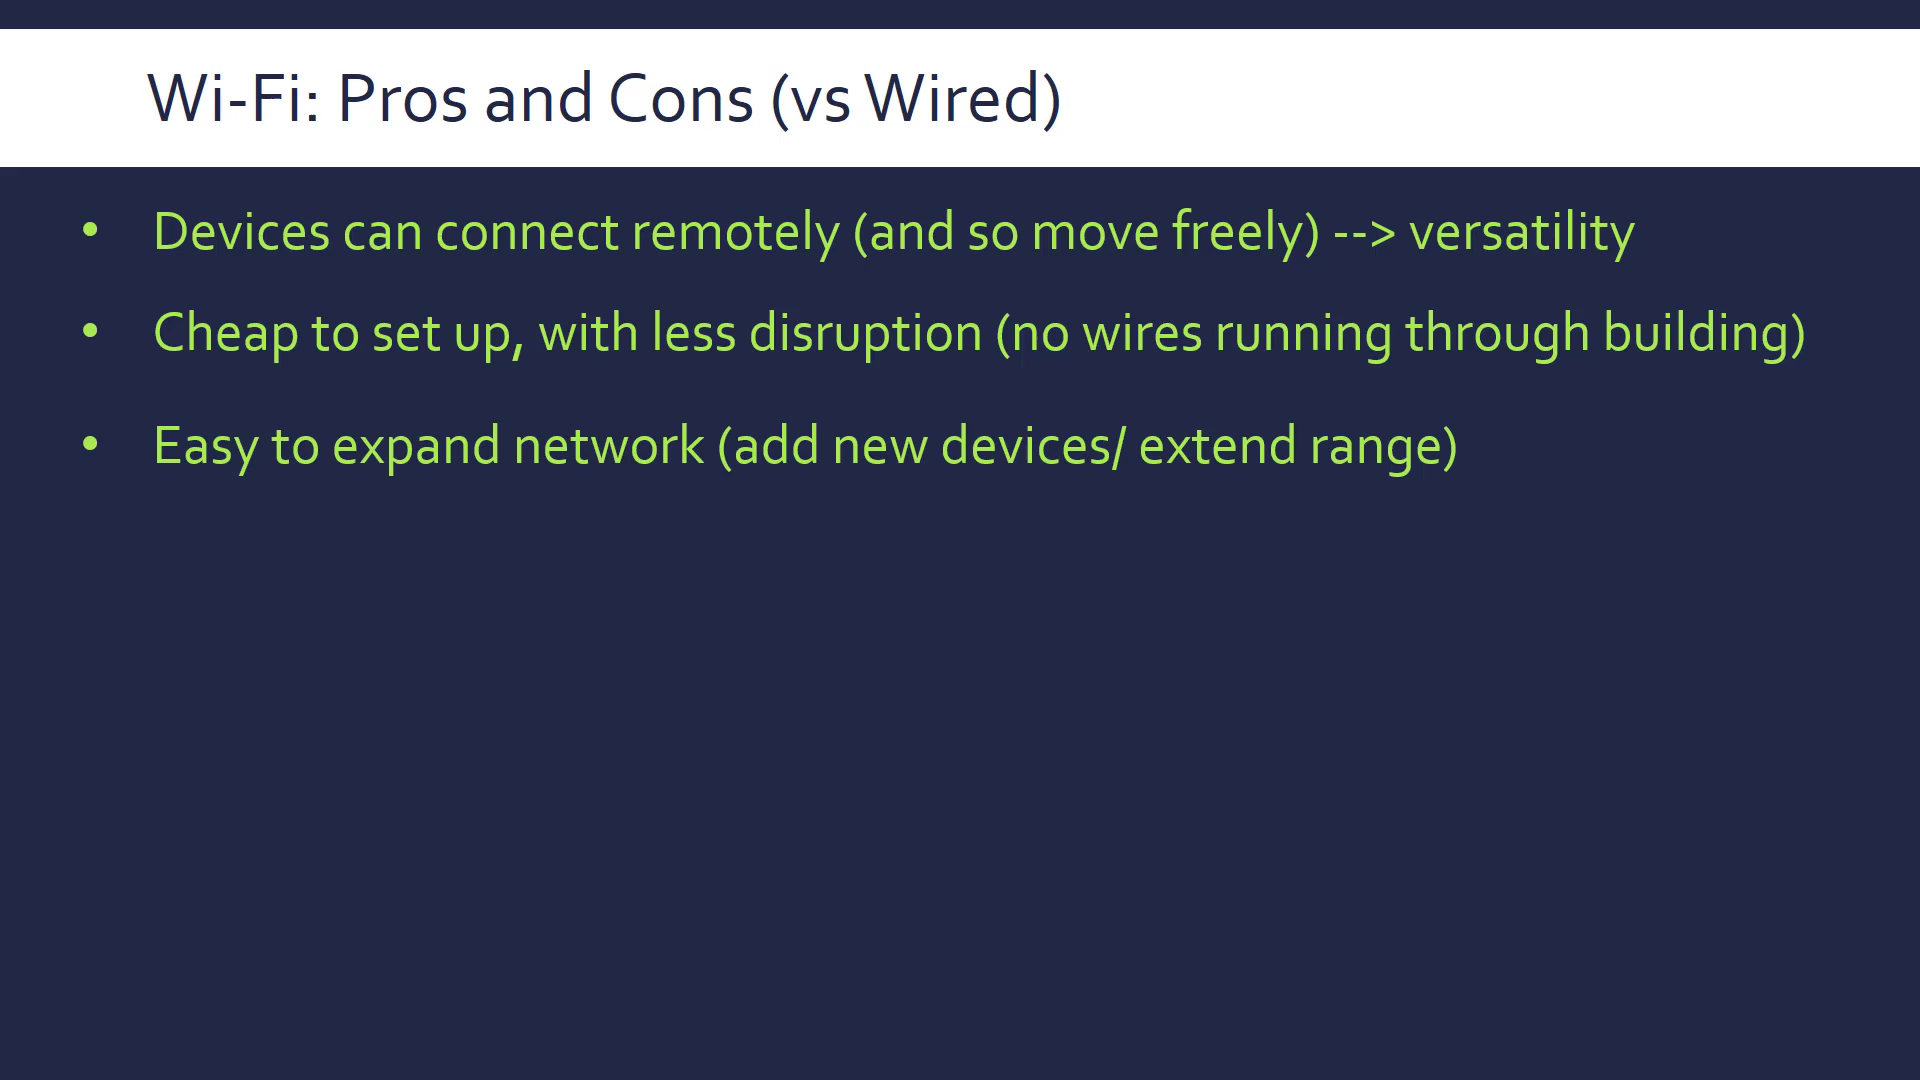 Wi-Fi: Pros and Cons (vs Wired)
• Devices can connect remotely (and so move freely) --> versatility
• Cheap to set up, with less disruption (no wires running through building)
• Easy to expand network (add new devices/ extend range)